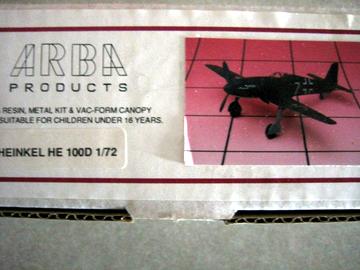 ARBA
PRODUCTS
RESIN, METAL KIT & VAC-FORM CANOPY
SUITABLE FOR CHILDREN UNDER 16 YEARS.
HEINKEL HE 100D 1/72
7